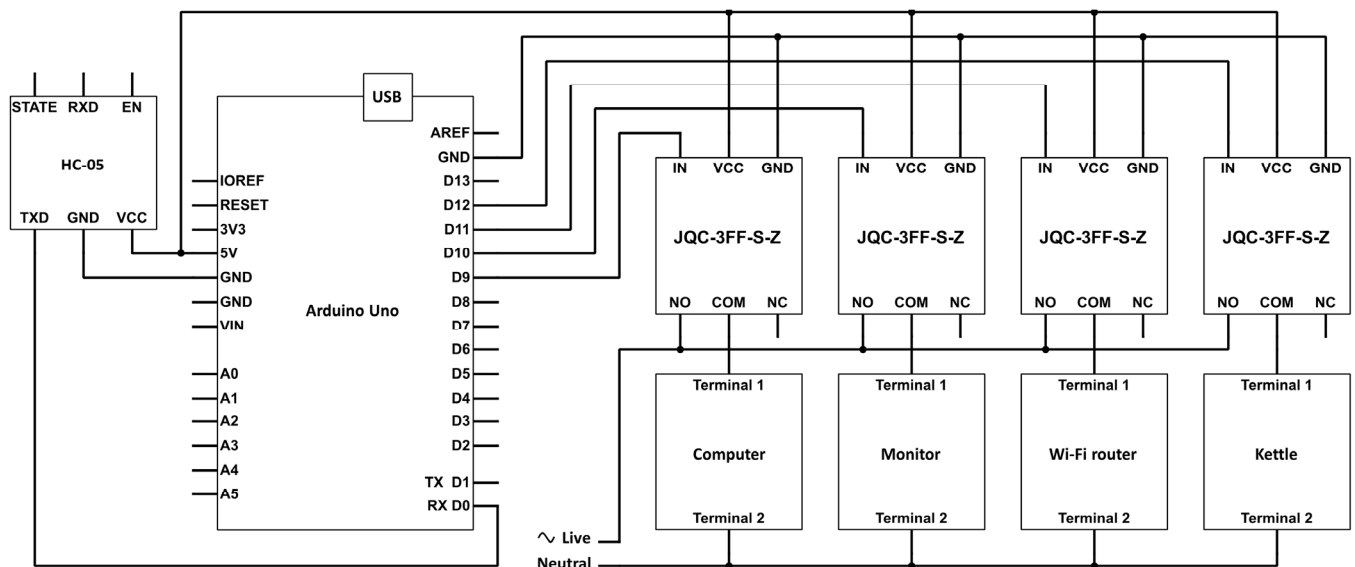 USB
STATE RXD EN
HC-05
TXD GND VCC
IOREF
RESET
3V3
5V
GND
GND
VIN
A0
A1
A2
A3
A4
A5
Arduino Uno
AREF
GND
D13
D12
D11
D10
D9
D8
D7
D6
D5
D4
D3
D2
TX D1
RX D0
IN VCC GND
JQC-3FF-S-Z
NO COM NC
IN VCC GND
JQC-3FF-S-Z
NO COM NC
IN VCC GND
JQC-3FF-S-Z
NO COM NC
IN VCC GND
JQC-3FF-S-Z
NO COM NC
Terminal 1
Computer
Terminal 2
Terminal 1
Monitor
Terminal 2
Terminal 1
Wi-Fi router
Terminal 2
Terminal 1
Kettle
Terminal 2
∿ Live
Neutral